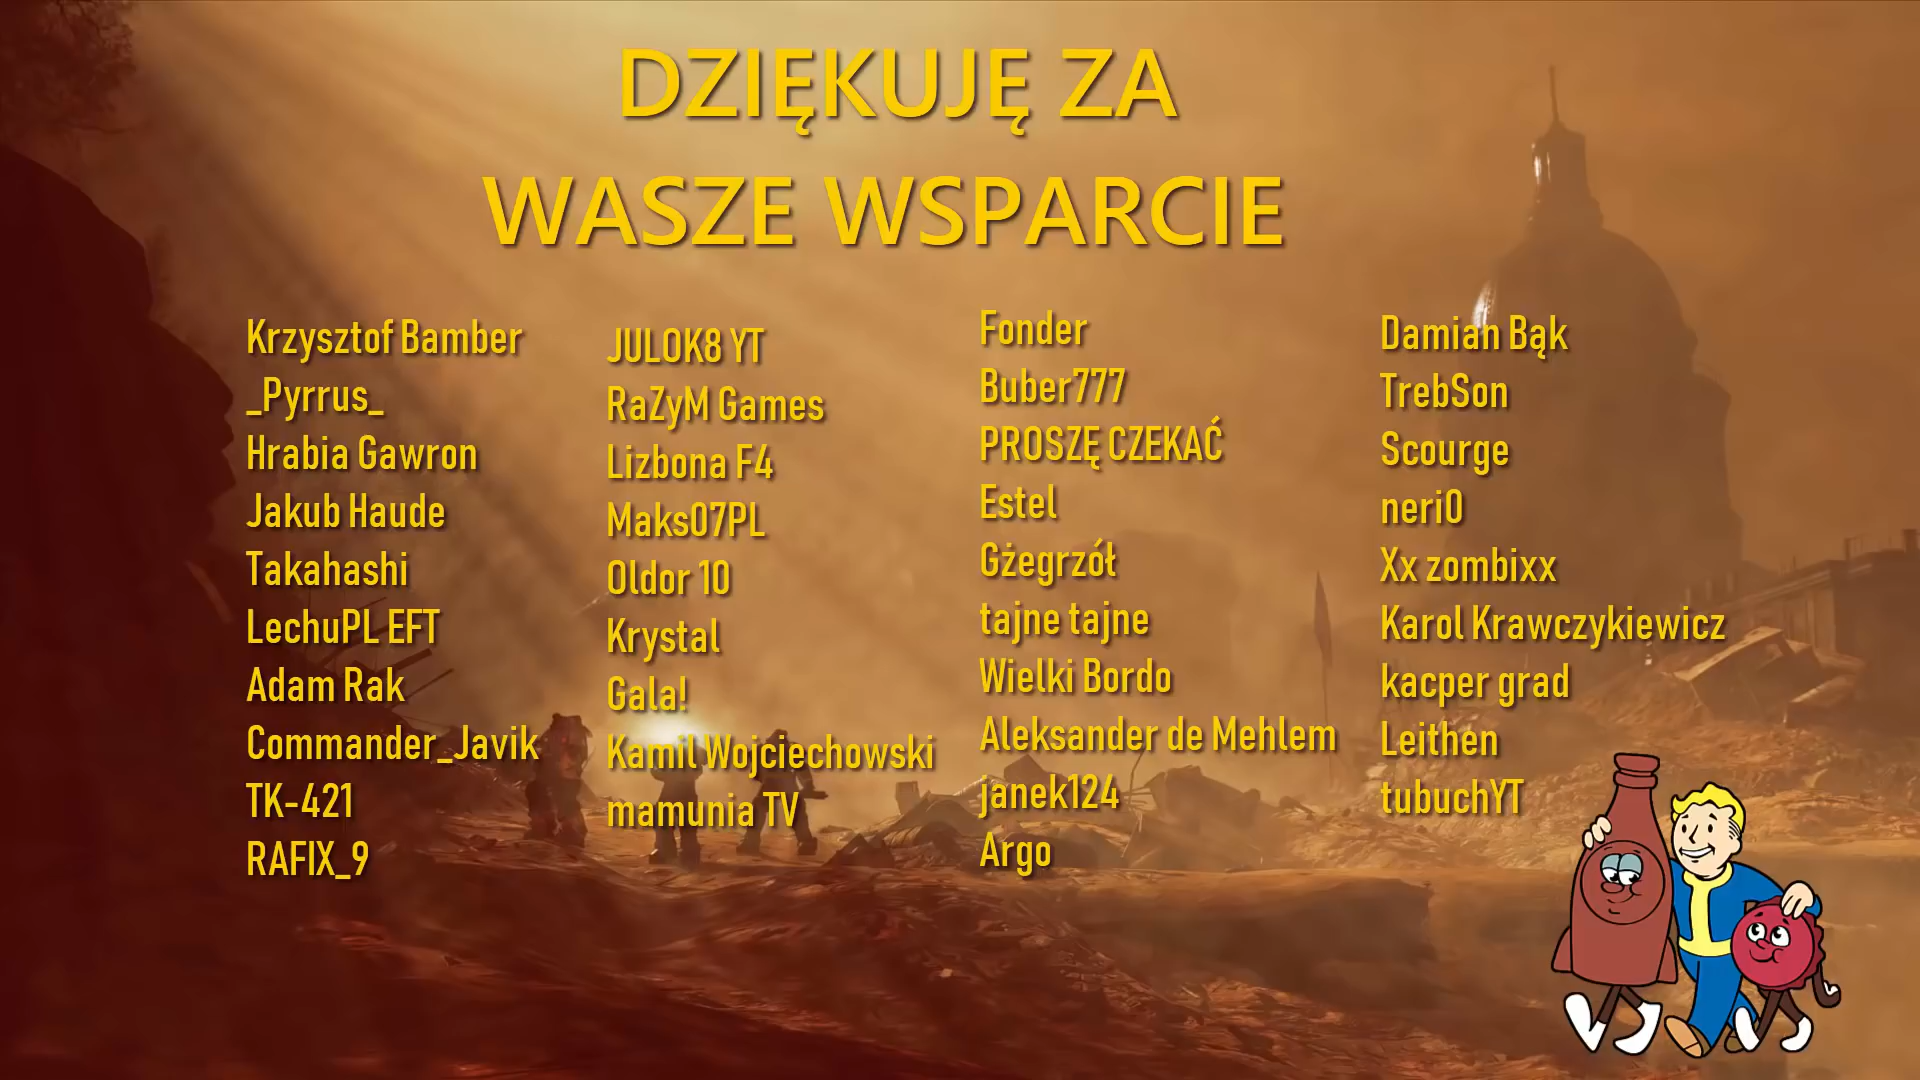 DZIĘKUJĘ ZA
WASZE WSPARCIE
Krzysztof Bamber
_Pyrrus_
Hrabia Gawron
Jakub Haude
Takahashi
LechuPL EFT
Adam Rak
Commander_Javik
TK-421
RAFIX_9
JULOK8 YT
RaZyM Games
Lizbona F4
Maks07PL
Oldor 10
Krystal
Gala!
Kamil Wojciechowski
mamunia TV
Fonder
Buber777
PROSZĘ CZEKAĆ
Estel
Gżegrzół
tajne tajne
Wielki Bordo
Aleksander de Mehlem
janek124
Argo
Damian Bąk
TrebSon
Scourge
neri0
Xx zombixx
Karol Krawczykiewicz
kacper grad
Leithen
tubuchYT